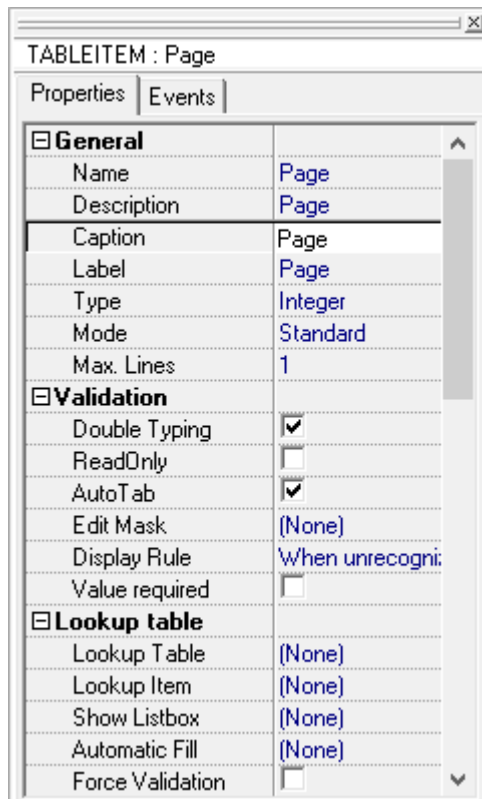 TABLEITEM : Page
Properties Events
General
Name Page
Description Page
Caption Page
Label Page
Type Integer
Mode Standard
Max. Lines 1
Validation
Double Typing
ReadOnly
AutoTab
Edit Mask (None)
Display Rule When unrecogni
Value required
Lookup table
Lookup Table (None)
Lookup Item (None)
Show Listbox (None)
Automatic Fill (None)
Force Validation